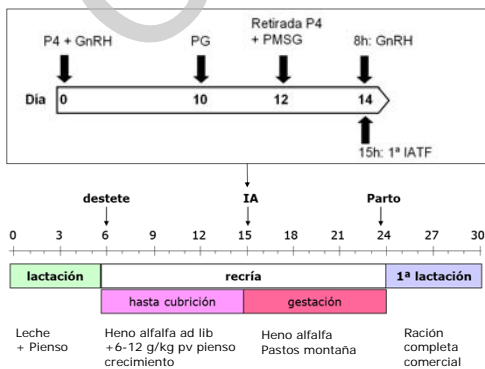 Retirada P4
P4 + GnRH PG + PMSG 8h: GnRH
Día 0 10 12 14
15h: 1ª IATF
destete IA Parto
0 3 6 9 12 15 18 21 24 27 30
lactación recría 1ª lactación
hasta cubrición gestación
Leche Heno alfalfa ad lib Heno alfalfa Ración
+ Pienso +6-12 g/kg pv pienso Pastos montaña completa
crecimiento comercial